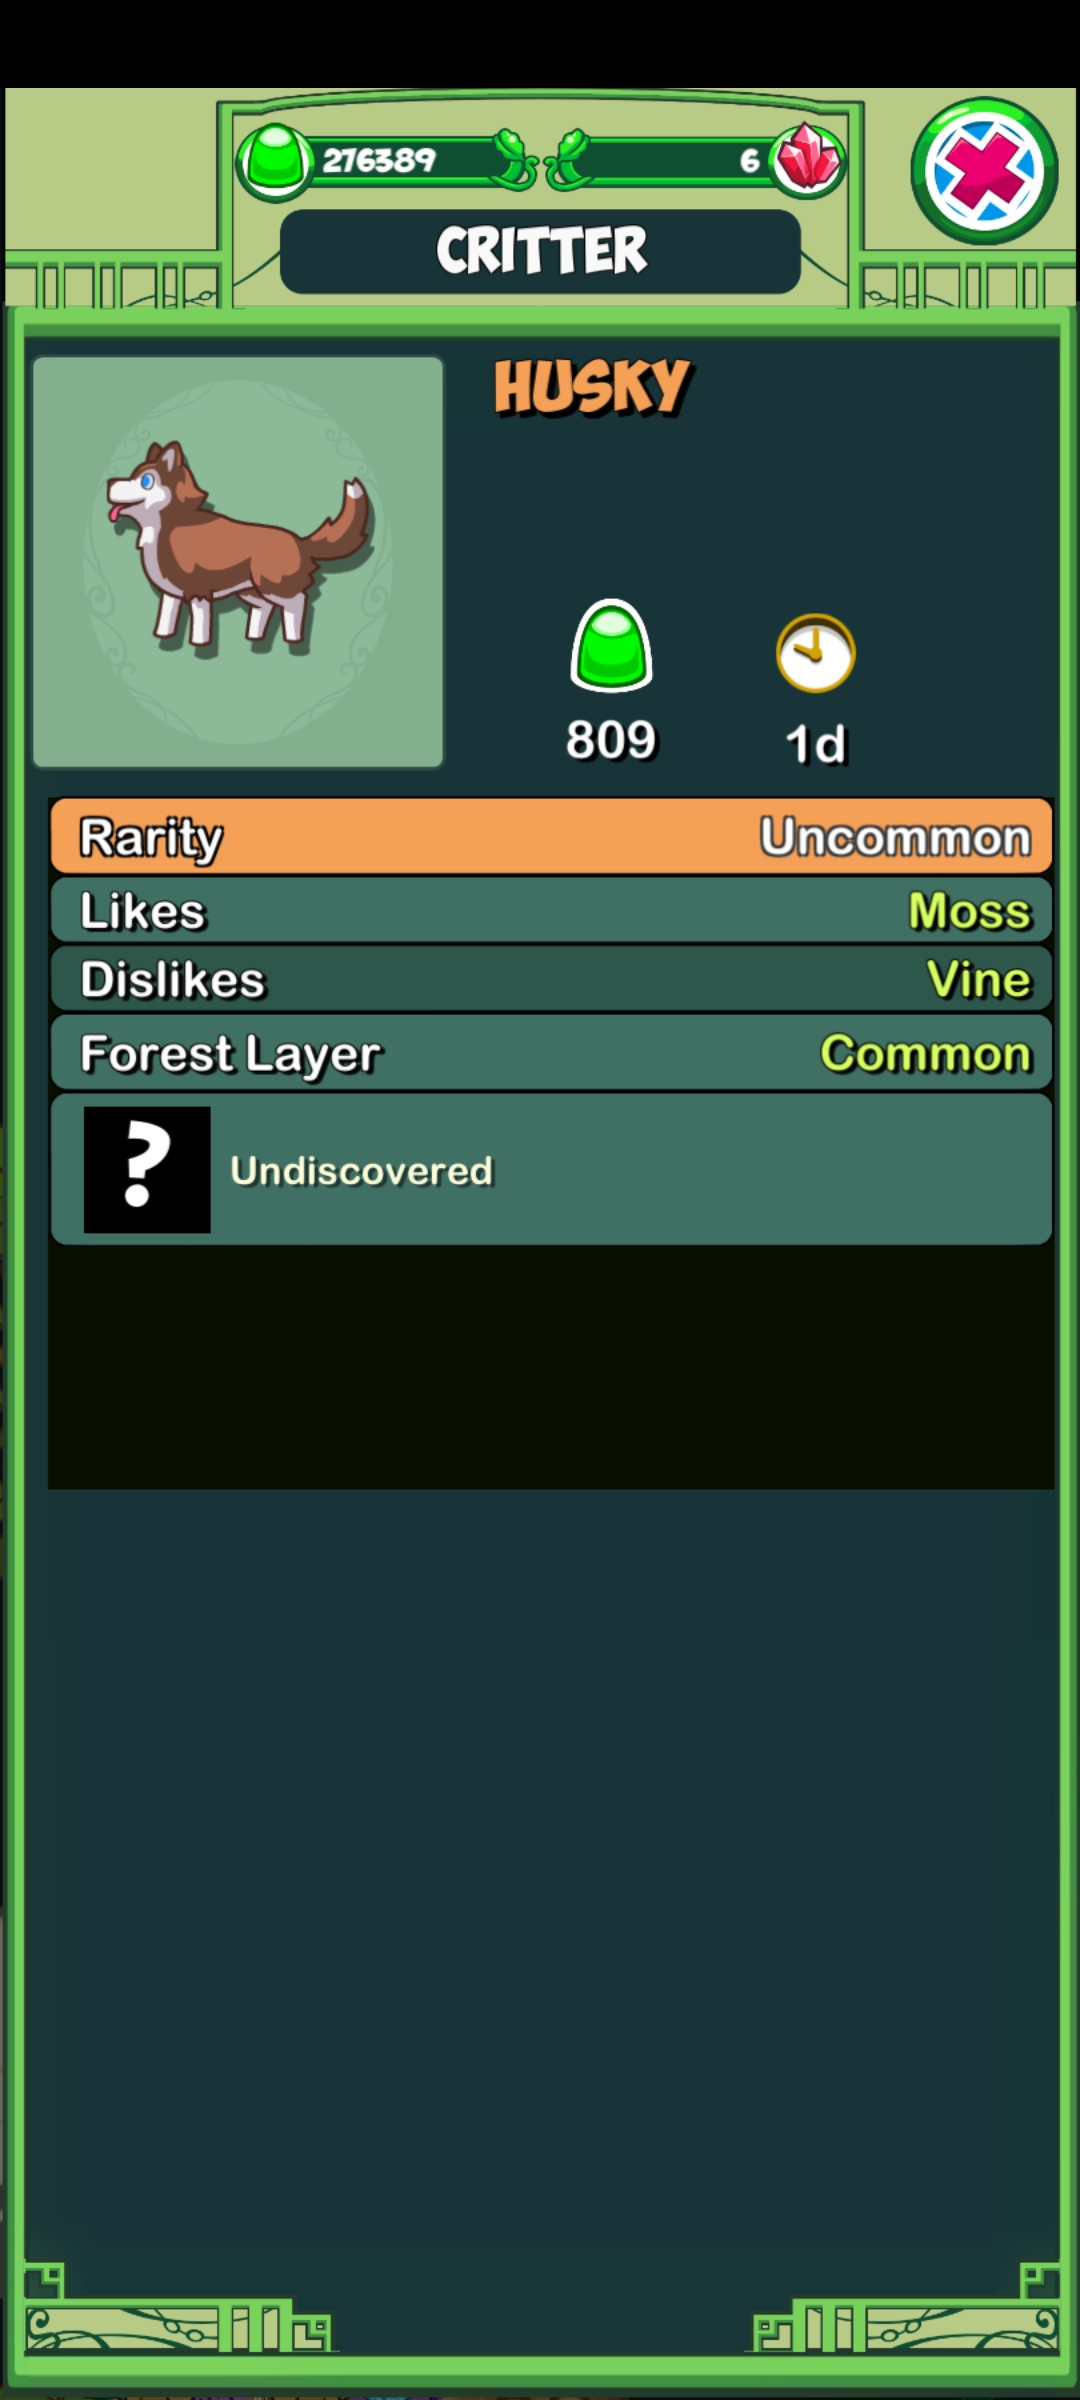 276389
6
CRITTER
HUSKY
809
1d
Rarity Uncommon
Likes Moss
Dislikes Vine
Forest Layer Common
?
Undiscovered